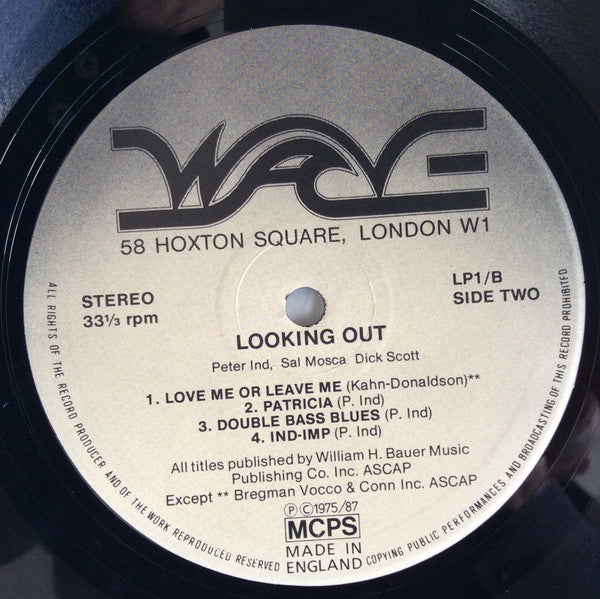 WAVE
58 HOXTON SQUARE, LONDON W1
STEREO
33⅓ rpm
LP1/B
SIDE TWO
LOOKING OUT
Peter Ind, Sal Mosca Dick Scott
1. LOVE ME OR LEAVE ME (Kahn-Donaldson)**
2. PATRICIA (P. Ind)
3. DOUBLE BASS BLUES (P. Ind)
4. IND-IMP (P. Ind)
All titles published by William H. Bauer Music
Publishing Co. Inc. ASCAP
Except ** Bregman Vocco & Conn Inc. ASCAP
Ⓟ©1975/87
MCPS
MADE IN
ENGLAND
ALL RIGHTS OF THE RECORD PRODUCER AND OF THE WORK REPRODUCED RESERVED
COPYING PUBLIC PERFORMANCES AND BROADCASTING OF THIS RECORD PROHIBITED